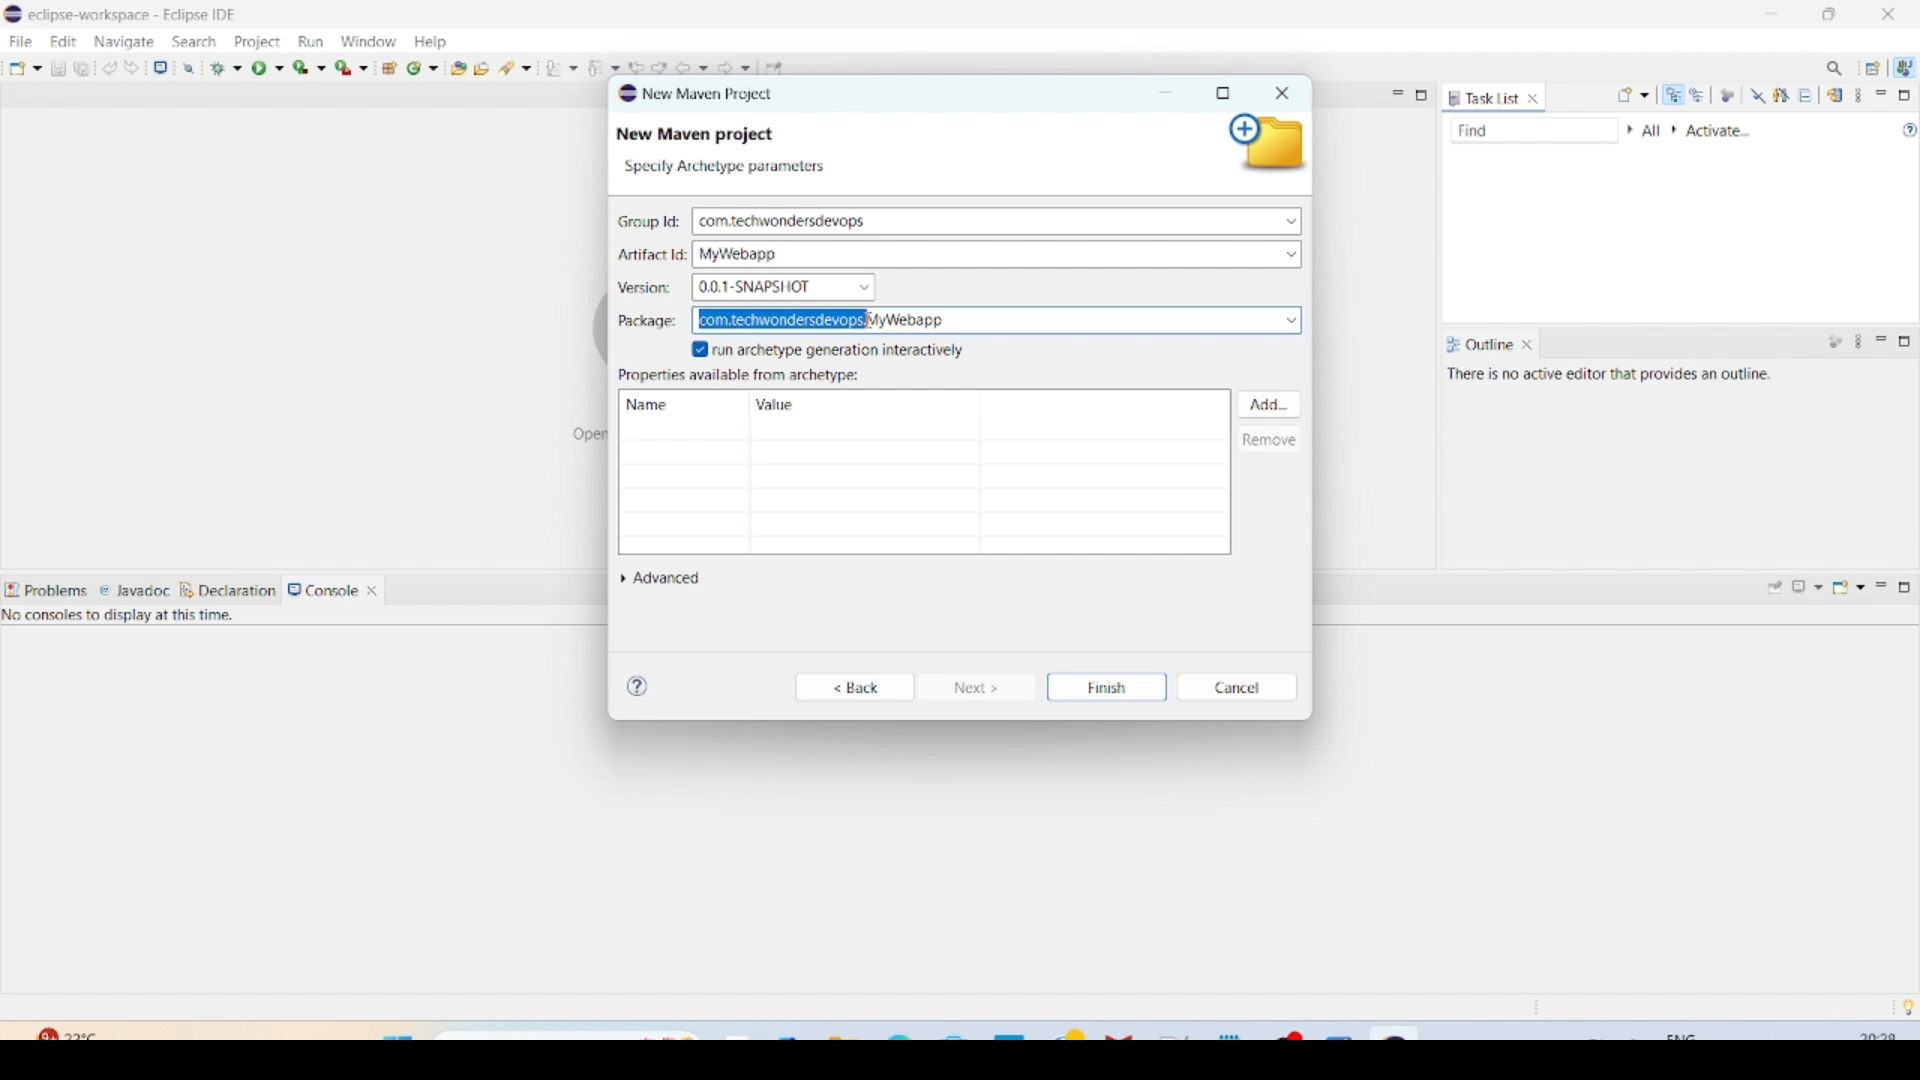 eclipse-workspace - Eclipse IDE
File Edit Navigate Search Project Run Window Help
New Maven Project
New Maven project
Specify Archetype parameters
Group Id: com.techwondersdevops
Artifact Id: MyWebapp
Version: 0.0.1-SNAPSHOT
Package: com.techwondersdevops.MyWebapp
run archetype generation interactively
Properties available from archetype:
Name Value
Add...
Remove
Advanced
< Back Next > Finish Cancel
Open
Task List
Find All Activate...
Outline
There is no active editor that provides an outline.
Problems Javadoc Declaration Console
No consoles to display at this time.